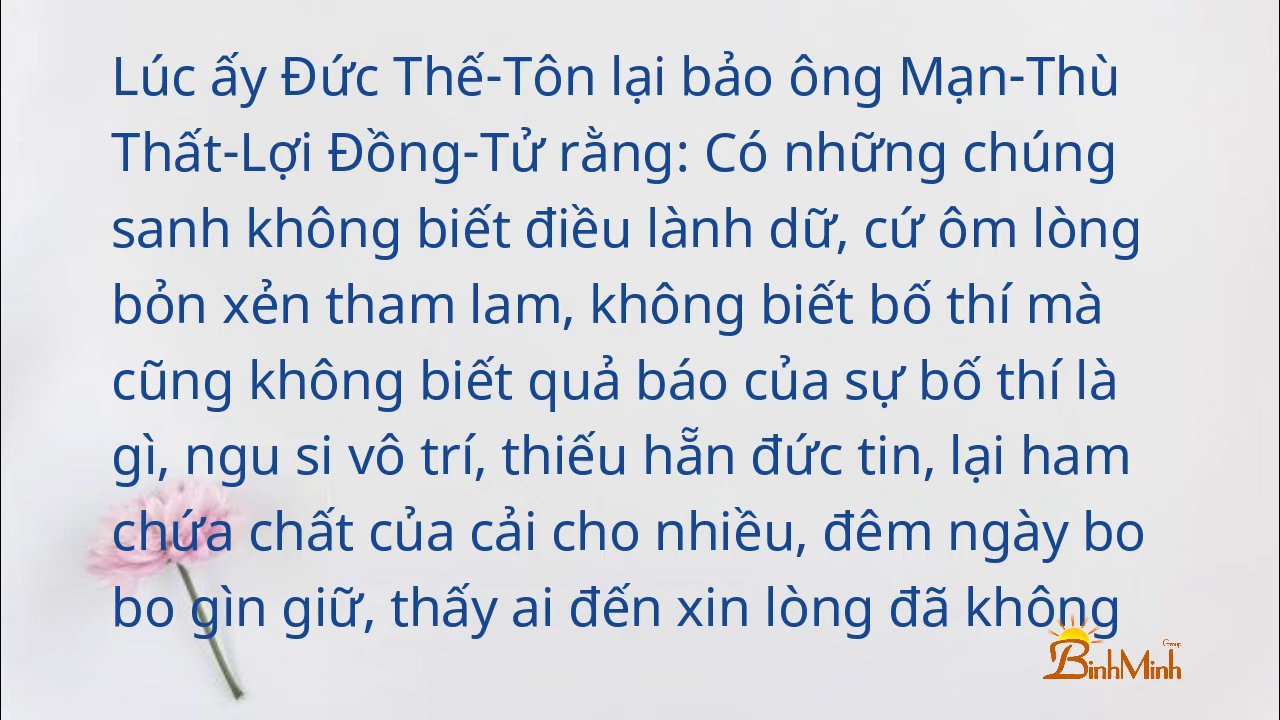 Lúc ấy Đức Thế-Tôn lại bảo ông Mạn-Thù
Thất-Lợi Đồng-Tử rằng: Có những chúng
sanh không biết điều lành dữ, cứ ôm lòng
bỏn xẻn tham lam, không biết bố thí mà
cũng không biết quả báo của sự bố thí là
gì, ngu si vô trí, thiếu hẵn đức tin, lại ham
chứa chất của cải cho nhiều, đêm ngày bo
bo gìn giữ, thấy ai đến xin lòng đã không
Group
BinhMinh